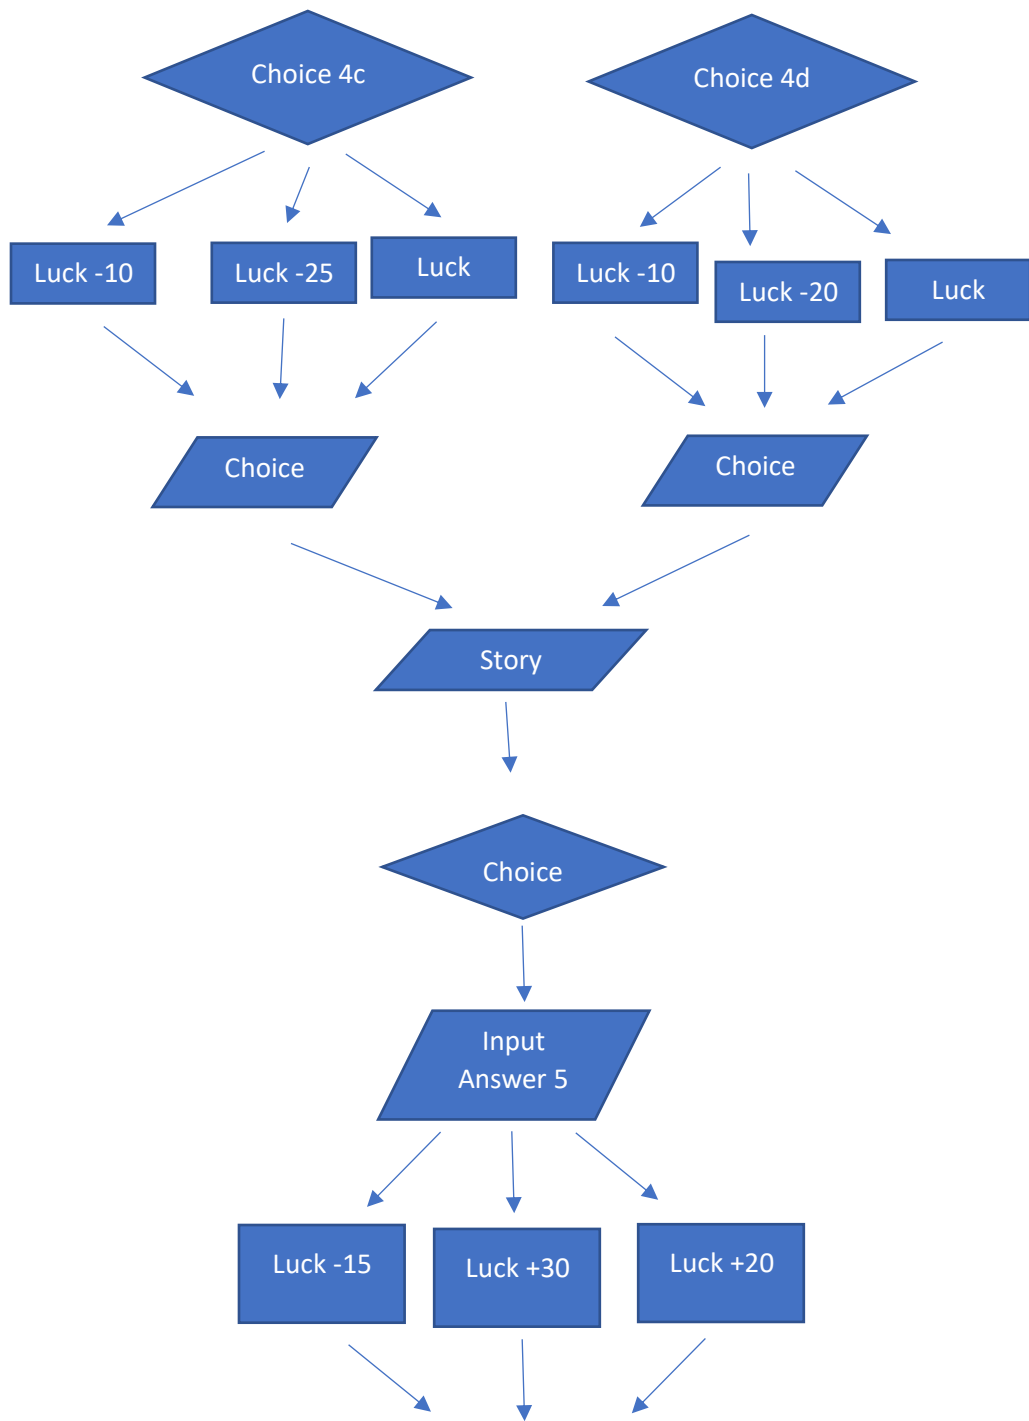 Choice 4c
Choice 4d
Luck -10
Luck -25
Luck
Luck -10
Luck -20
Luck
Choice
Choice
Story
Choice
Input
Answer 5
Luck -15
Luck +30
Luck +20